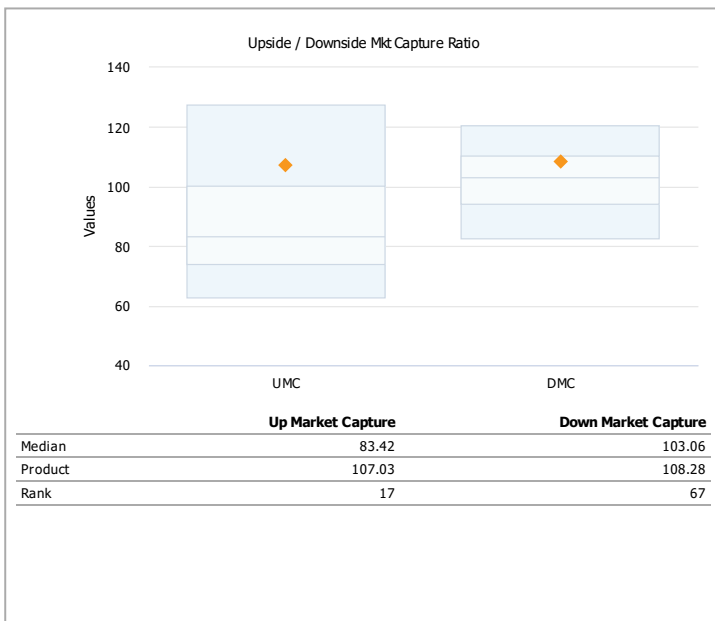 Upside / Downside Mkt Capture Ratio
140
120
100
80
60
40
Values
UMC DMC
Up Market Capture Down Market Capture
Median 83.42 103.06
Product 107.03 108.28
Rank 17 67